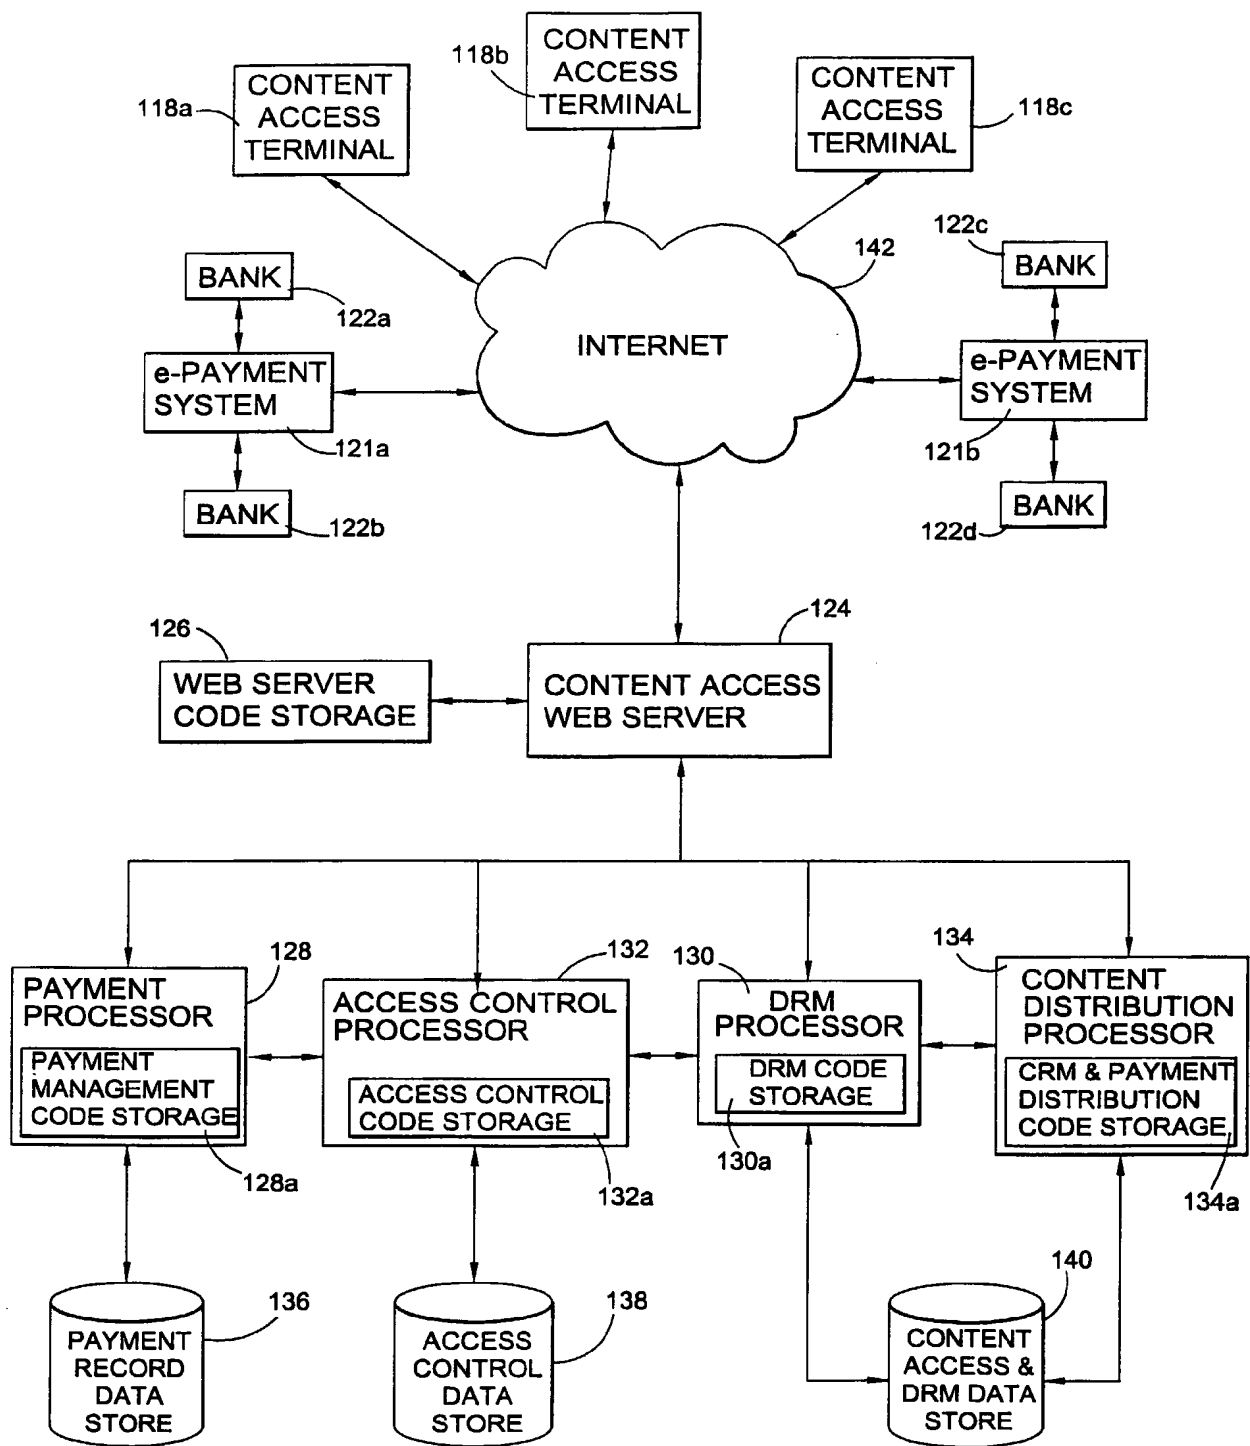 CONTENT
ACCESS
TERMINAL
118b
CONTENT
ACCESS
TERMINAL
118a
CONTENT
ACCESS
TERMINAL
118c
142
INTERNET
BANK
122a
e-PAYMENT
SYSTEM
121a
BANK
122b
122c
BANK
e-PAYMENT
SYSTEM
121b
BANK
122d
124
126
WEB SERVER
CODE STORAGE
CONTENT ACCESS
WEB SERVER
128
PAYMENT
PROCESSOR
PAYMENT
MANAGEMENT
CODE STORAGE
128a
132
ACCESS CONTROL
PROCESSOR
ACCESS CONTROL
CODE STORAGE
132a
130
DRM
PROCESSOR
DRM CODE
STORAGE
130a
134
CONTENT
DISTRIBUTION
PROCESSOR
CRM & PAYMENT
DISTRIBUTION
CODE STORAGE
134a
136
PAYMENT
RECORD
DATA
STORE
138
ACCESS
CONTROL
DATA
STORE
140
CONTENT
ACCESS &
DRM DATA
STORE